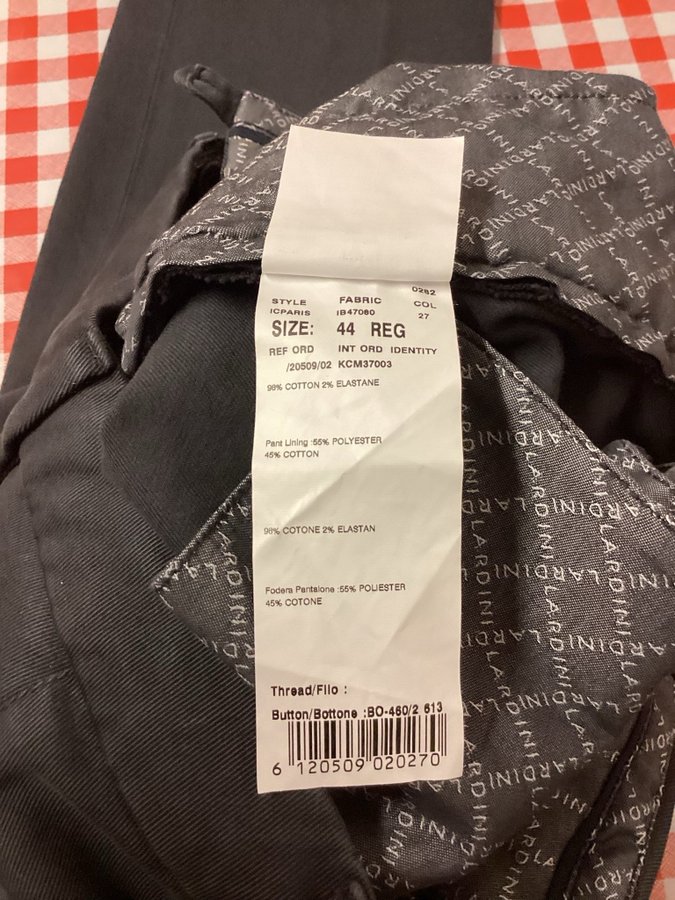 0282
STYLE FABRIC COL
ICPARIS IB47080 27
SIZE: 44 REG
REF ORD INT ORD IDENTITY
/20509/02 KCM37003
98% COTTON 2% ELASTANE
Pant Lining :55% POLYESTER
45% COTTON
98% COTONE 2% ELASTAN
Fodera Pantalone :55% POLIESTER
45% COTONE
Thread/Filo :
Button/Bottone :BO-460/2 613
6 120509 020270
LARDINI